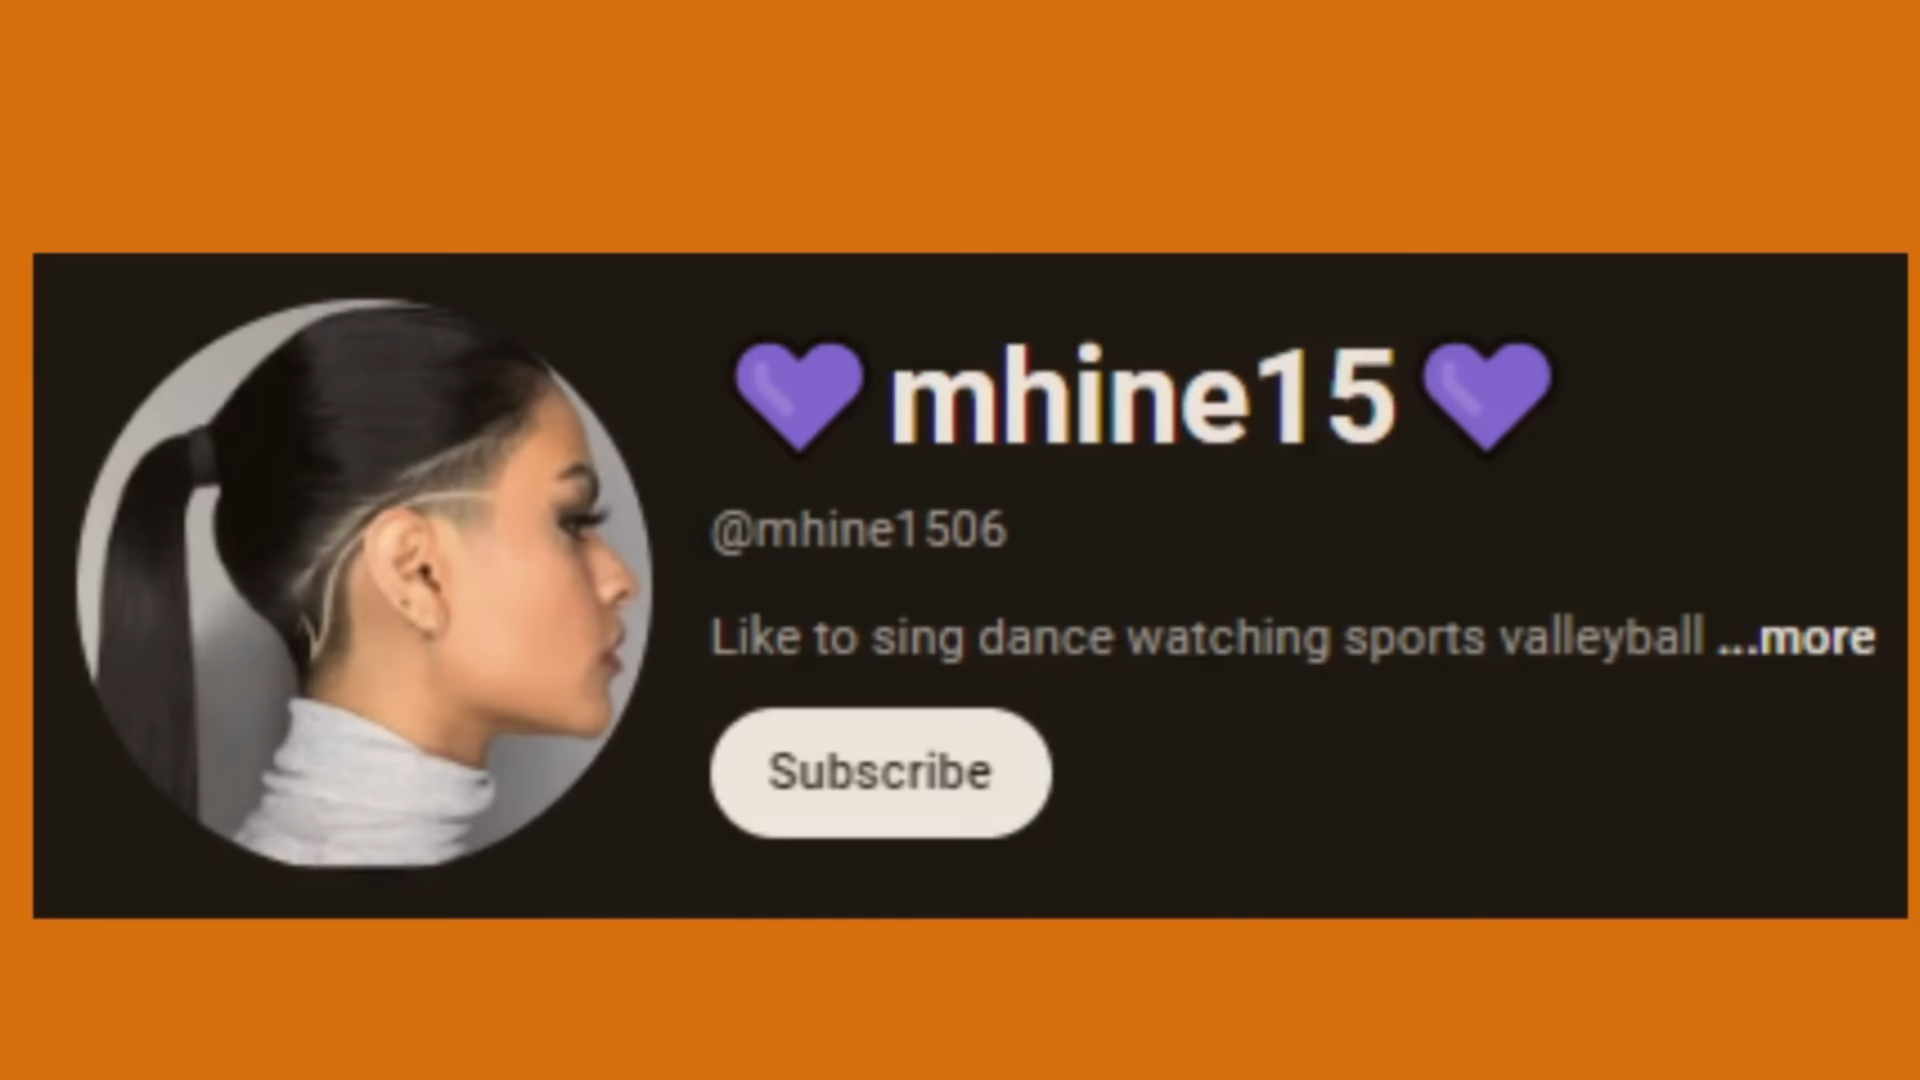 💜 mhine15 💜
@mhine1506
Like to sing dance watching sports valleyball ...more
Subscribe